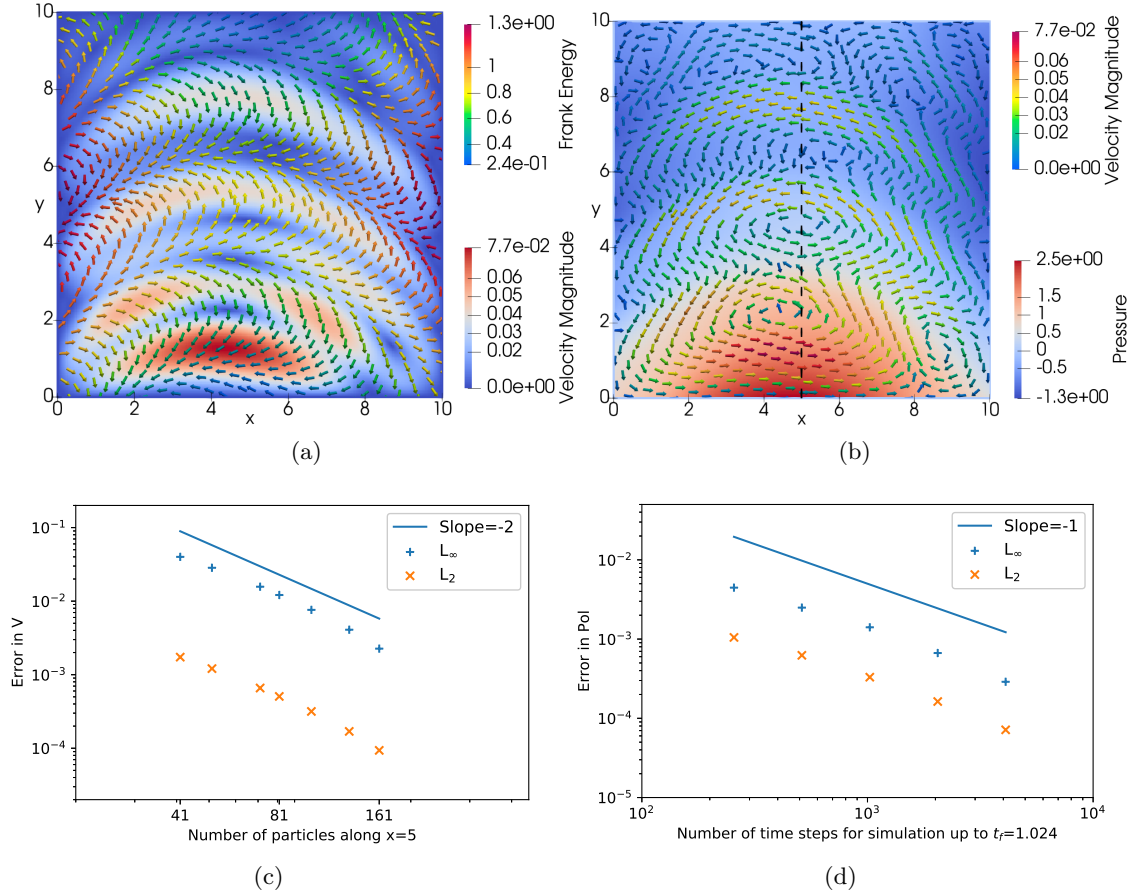 10
8
6
y
4
2
0
0
2
4
6
8
10
x
1.3e+00
1
0.8
0.6
0.4
2.4e-01
Frank Energy
7.7e-02
0.06
0.05
0.04
0.03
0.02
0.0e+00
Velocity Magnitude
(a)
10
8
6
y
4
2
0
0
2
4
6
8
10
x
7.7e-02
0.06
0.05
0.04
0.03
0.02
0.0e+00
Velocity Magnitude
2.5e+00
1.5
1
0.5
0
-0.5
-1.3e+00
Pressure
(b)
10⁻¹
10⁻²
10⁻³
10⁻⁴
Error in V
Slope=-2
L∞
L₂
41
81
161
Number of particles along x=5
(c)
10⁻²
10⁻³
10⁻⁴
10⁻⁵
Error in Pol
Slope=-1
L∞
L₂
10⁰
10³
10⁴
Number of time steps for simulation up to t_f=1.024
(d)